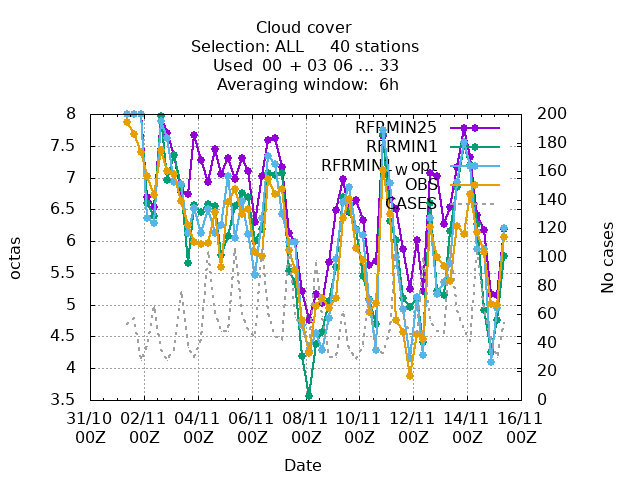 Cloud cover
Selection: ALL 40 stations
Used 00 + 03 06 ... 33
Averaging window: 6h
RFRMIN25
RFRMIN1
RFRMIN1_w opt
OBS
CASES
octas
8
7.5
7
6.5
6
5.5
5
4.5
4
3.5
No cases
200
180
160
140
120
100
80
60
40
20
0
31/10 02/11 04/11 06/11 08/11 10/11 12/11 14/11 16/11
00Z 00Z 00Z 00Z 00Z 00Z 00Z 00Z 00Z
Date